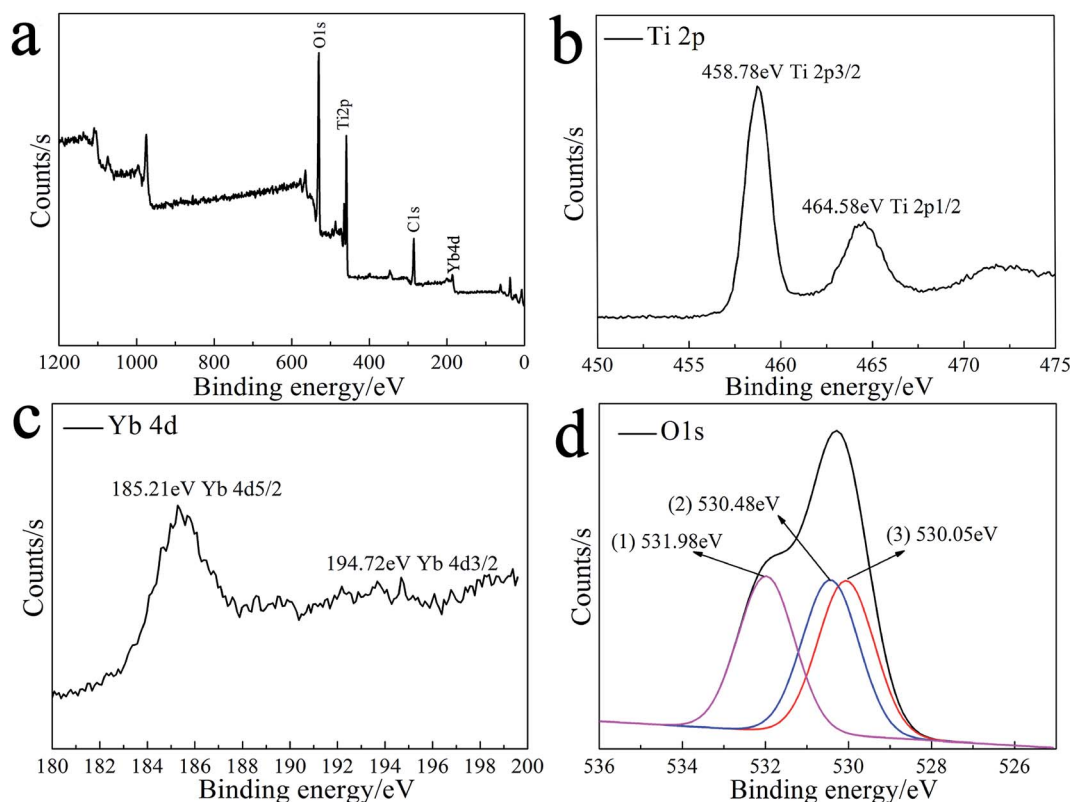 a
O1s
Ti2p
C1s
Yb4d
Counts/s
1200 1000 800 600 400 200 0
Binding energy/eV
b
Ti 2p
458.78eV Ti 2p3/2
464.58eV Ti 2p1/2
Counts/s
450 455 460 465 470 475
Binding energy/eV
c
Yb 4d
185.21eV Yb 4d5/2
194.72eV Yb 4d3/2
Counts/s
180 182 184 186 188 190 192 194 196 198 200
Binding energy/eV
d
O1s
(2) 530.48eV
(1) 531.98eV
(3) 530.05eV
Counts/s
536 534 532 530 528 526
Binding energy/eV